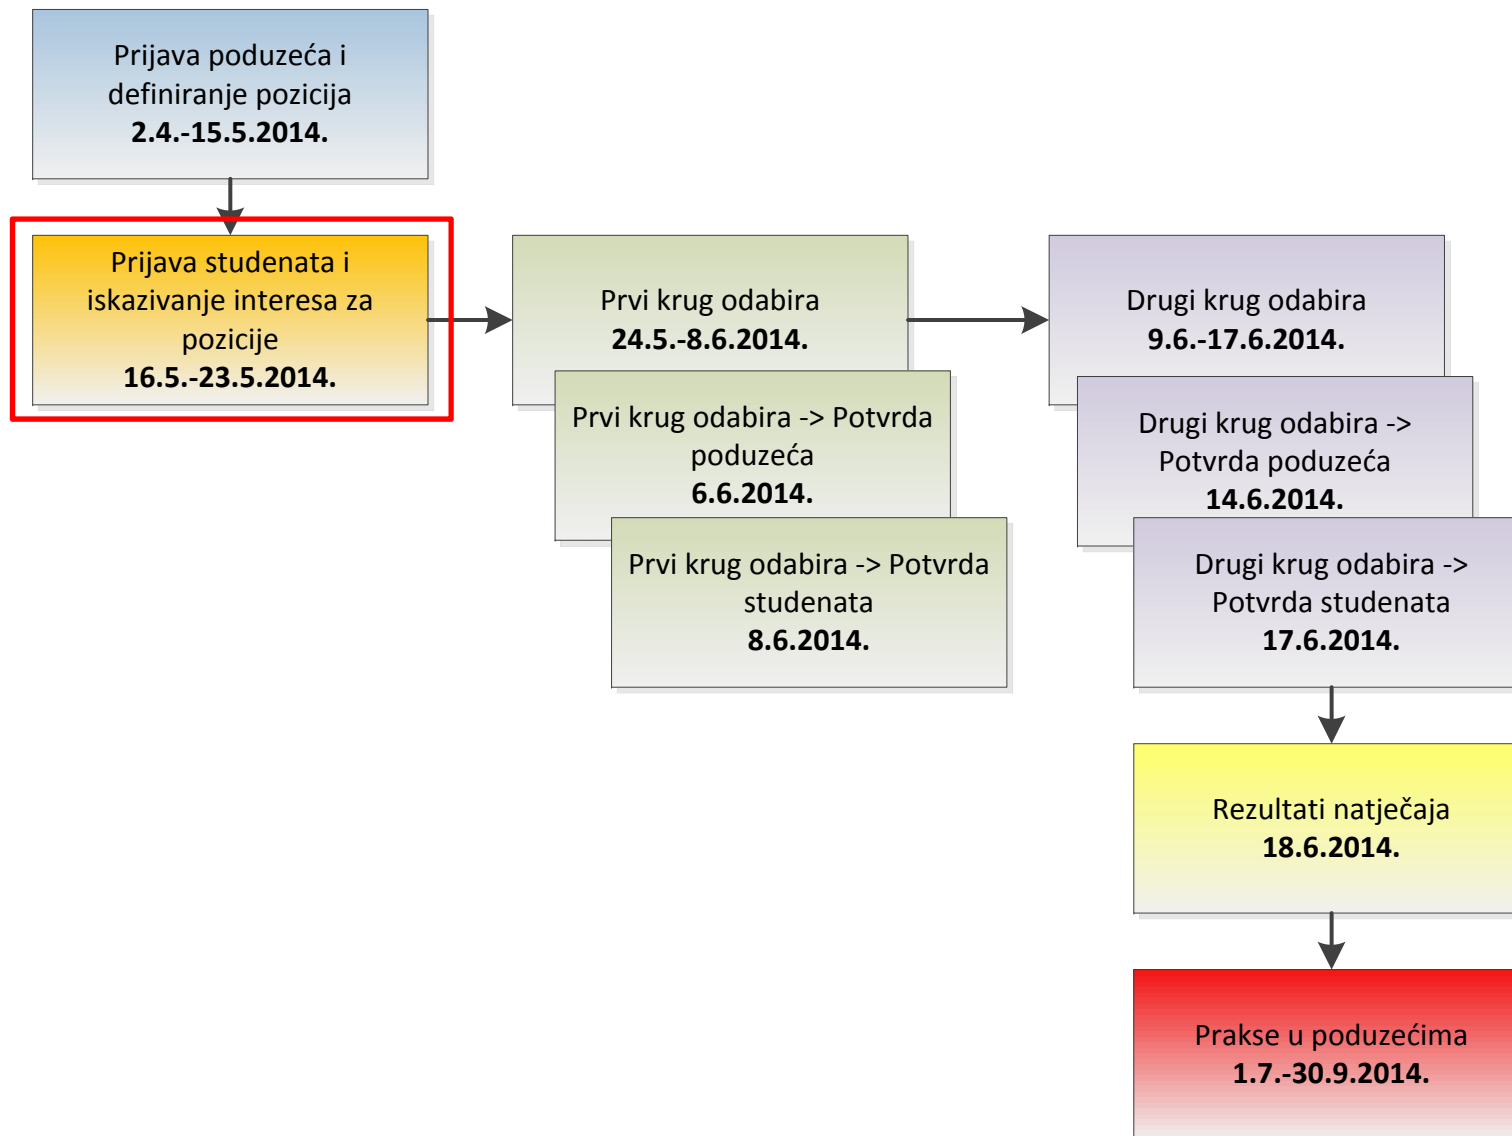 Prijava poduzeća i
definiranje pozicija
2.4.-15.5.2014.
Prijava studenata i
iskazivanje interesa za
pozicije
16.5.-23.5.2014.
Prvi krug odabira
24.5.-8.6.2014.
Prvi krug odabira -> Potvrda
poduzeća
6.6.2014.
Prvi krug odabira -> Potvrda
studenata
8.6.2014.
Drugi krug odabira
9.6.-17.6.2014.
Drugi krug odabira ->
Potvrda poduzeća
14.6.2014.
Drugi krug odabira ->
Potvrda studenata
17.6.2014.
Rezultati natječaja
18.6.2014.
Prakse u poduzećima
1.7.-30.9.2014.